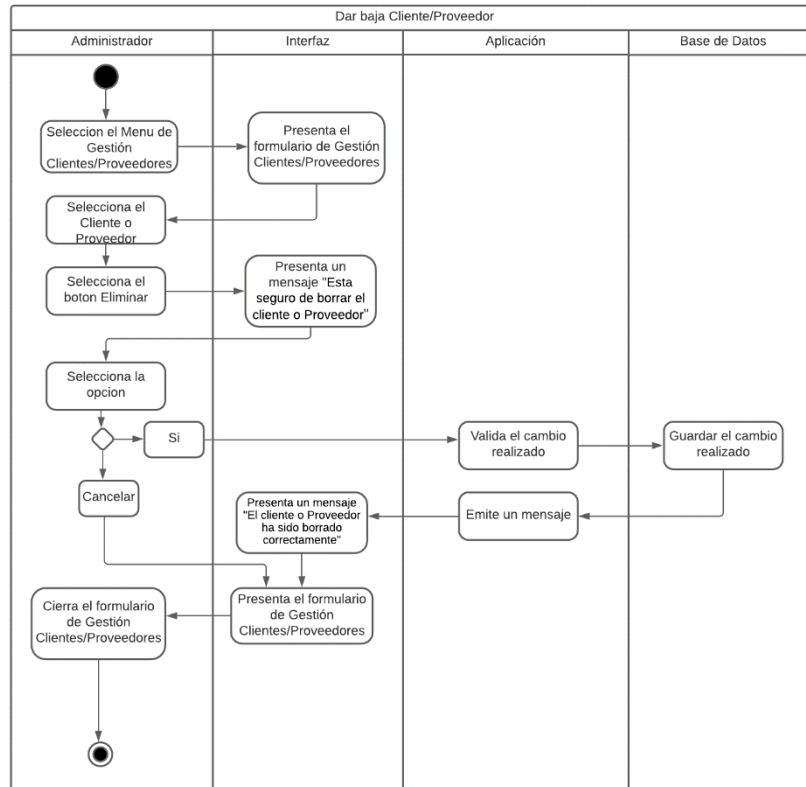 Dar baja Cliente/Proveedor
Administrador
Interfaz
Aplicación
Base de Datos
Seleccion el Menu de
Gestión
Clientes/Proveedores
Presenta el
formulario de Gestión
Clientes/Proveedores
Selecciona el
Cliente o
Proveedor
Selecciona el
boton Eliminar
Presenta un
mensaje "Esta
seguro de borrar el
cliente o Proveedor"
Selecciona la
opcion
Si
Valida el cambio
realizado
Guardar el cambio
realizado
Cancelar
Presenta un mensaje
"El cliente o Proveedor
ha sido borrado
correctamente"
Emite un mensaje
Cierra el formulario
de Gestión
Clientes/Proveedores
Presenta el formulario
de Gestión
Clientes/Proveedores